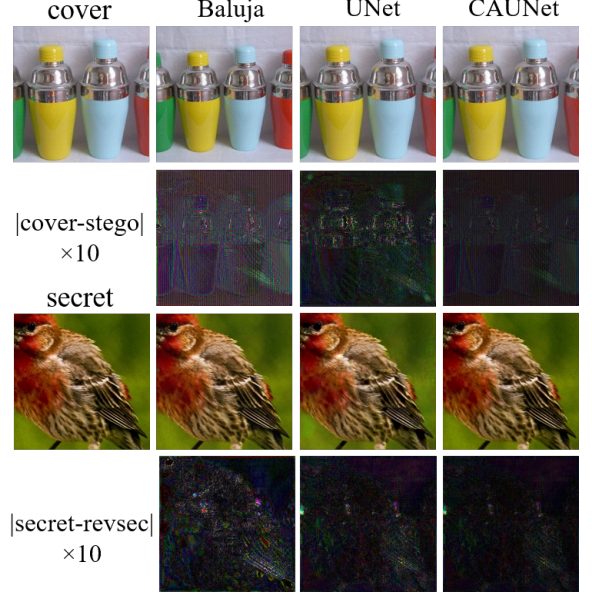 cover Baluja UNet CAUNet
|cover-stego|
×10
secret
|secret-revsec|
×10